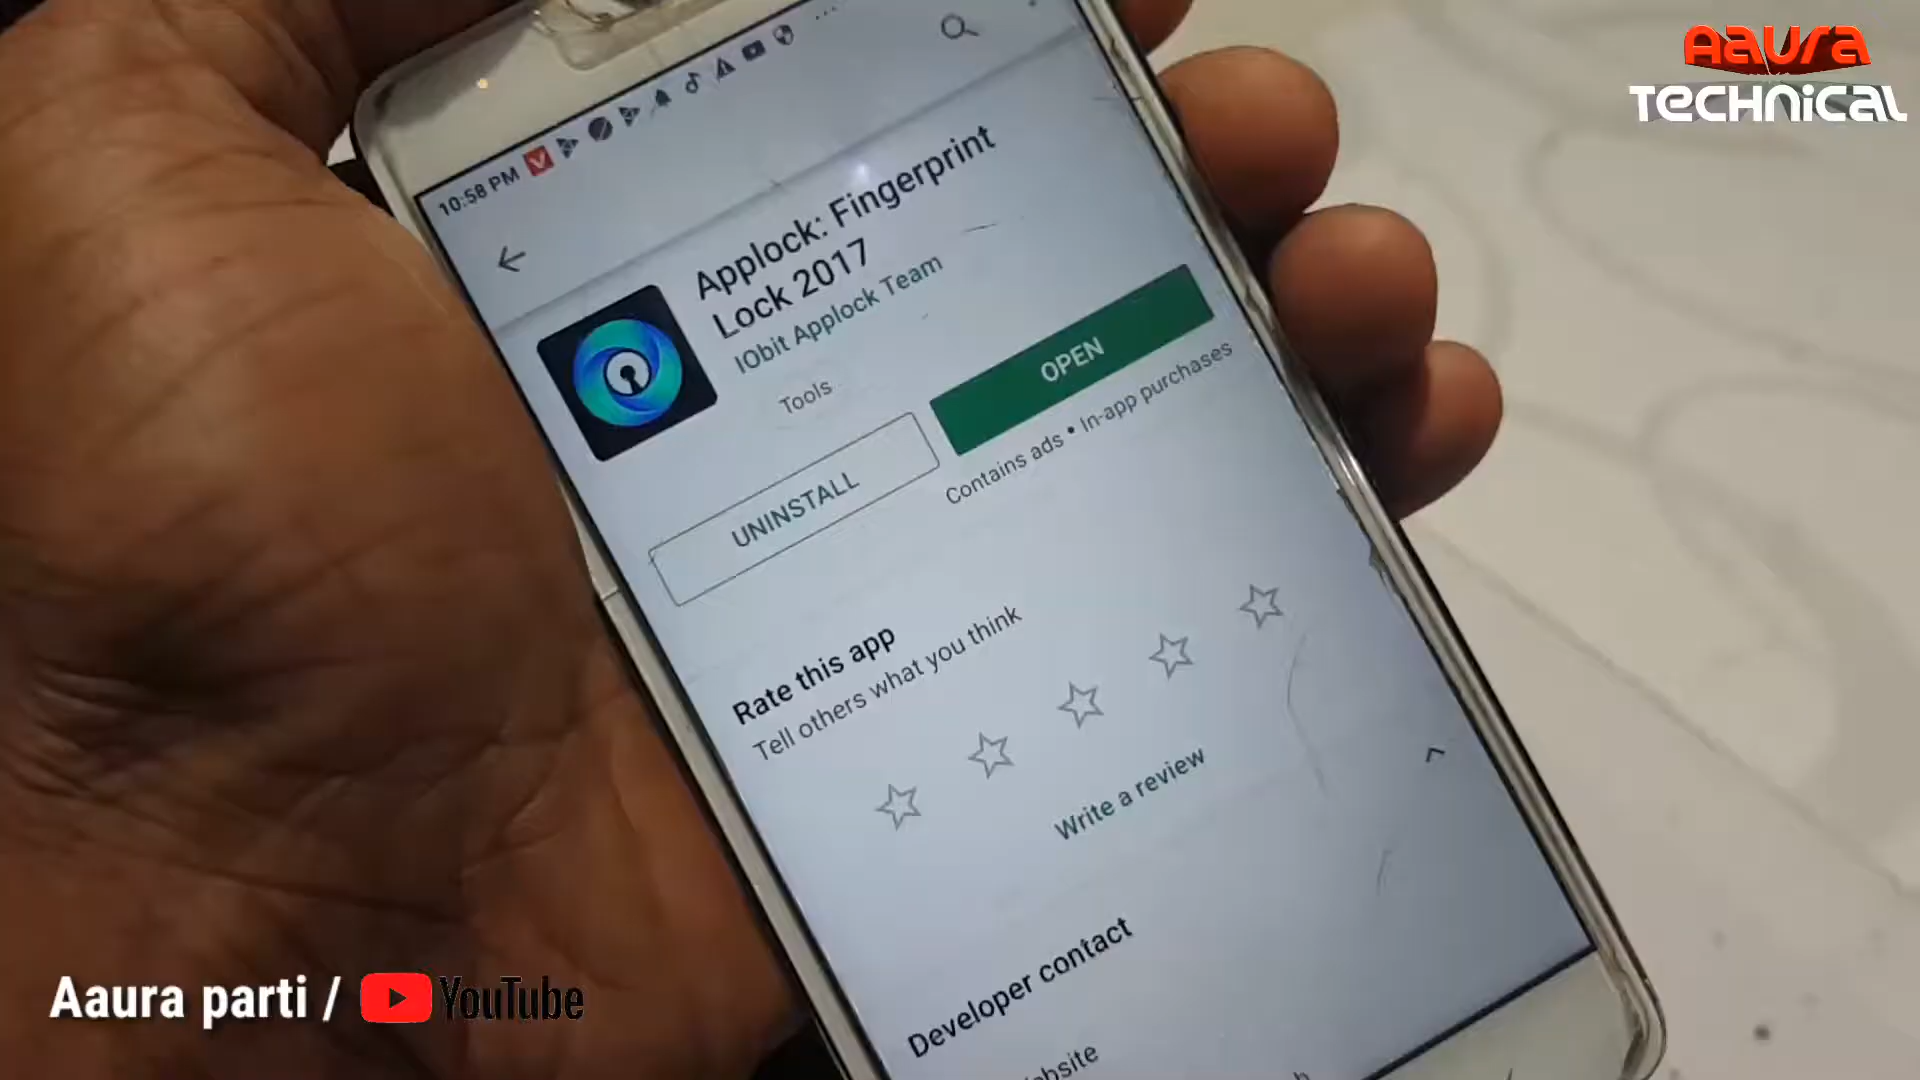 Aaura
TECHNiCAL
10:58 PM
Applock: Fingerprint
Lock 2017
IObit Applock Team
Tools
UNINSTALL
OPEN
Contains ads • In-app purchases
Rate this app
Tell others what you think
Write a review
Developer contact
Aaura parti / YouTube